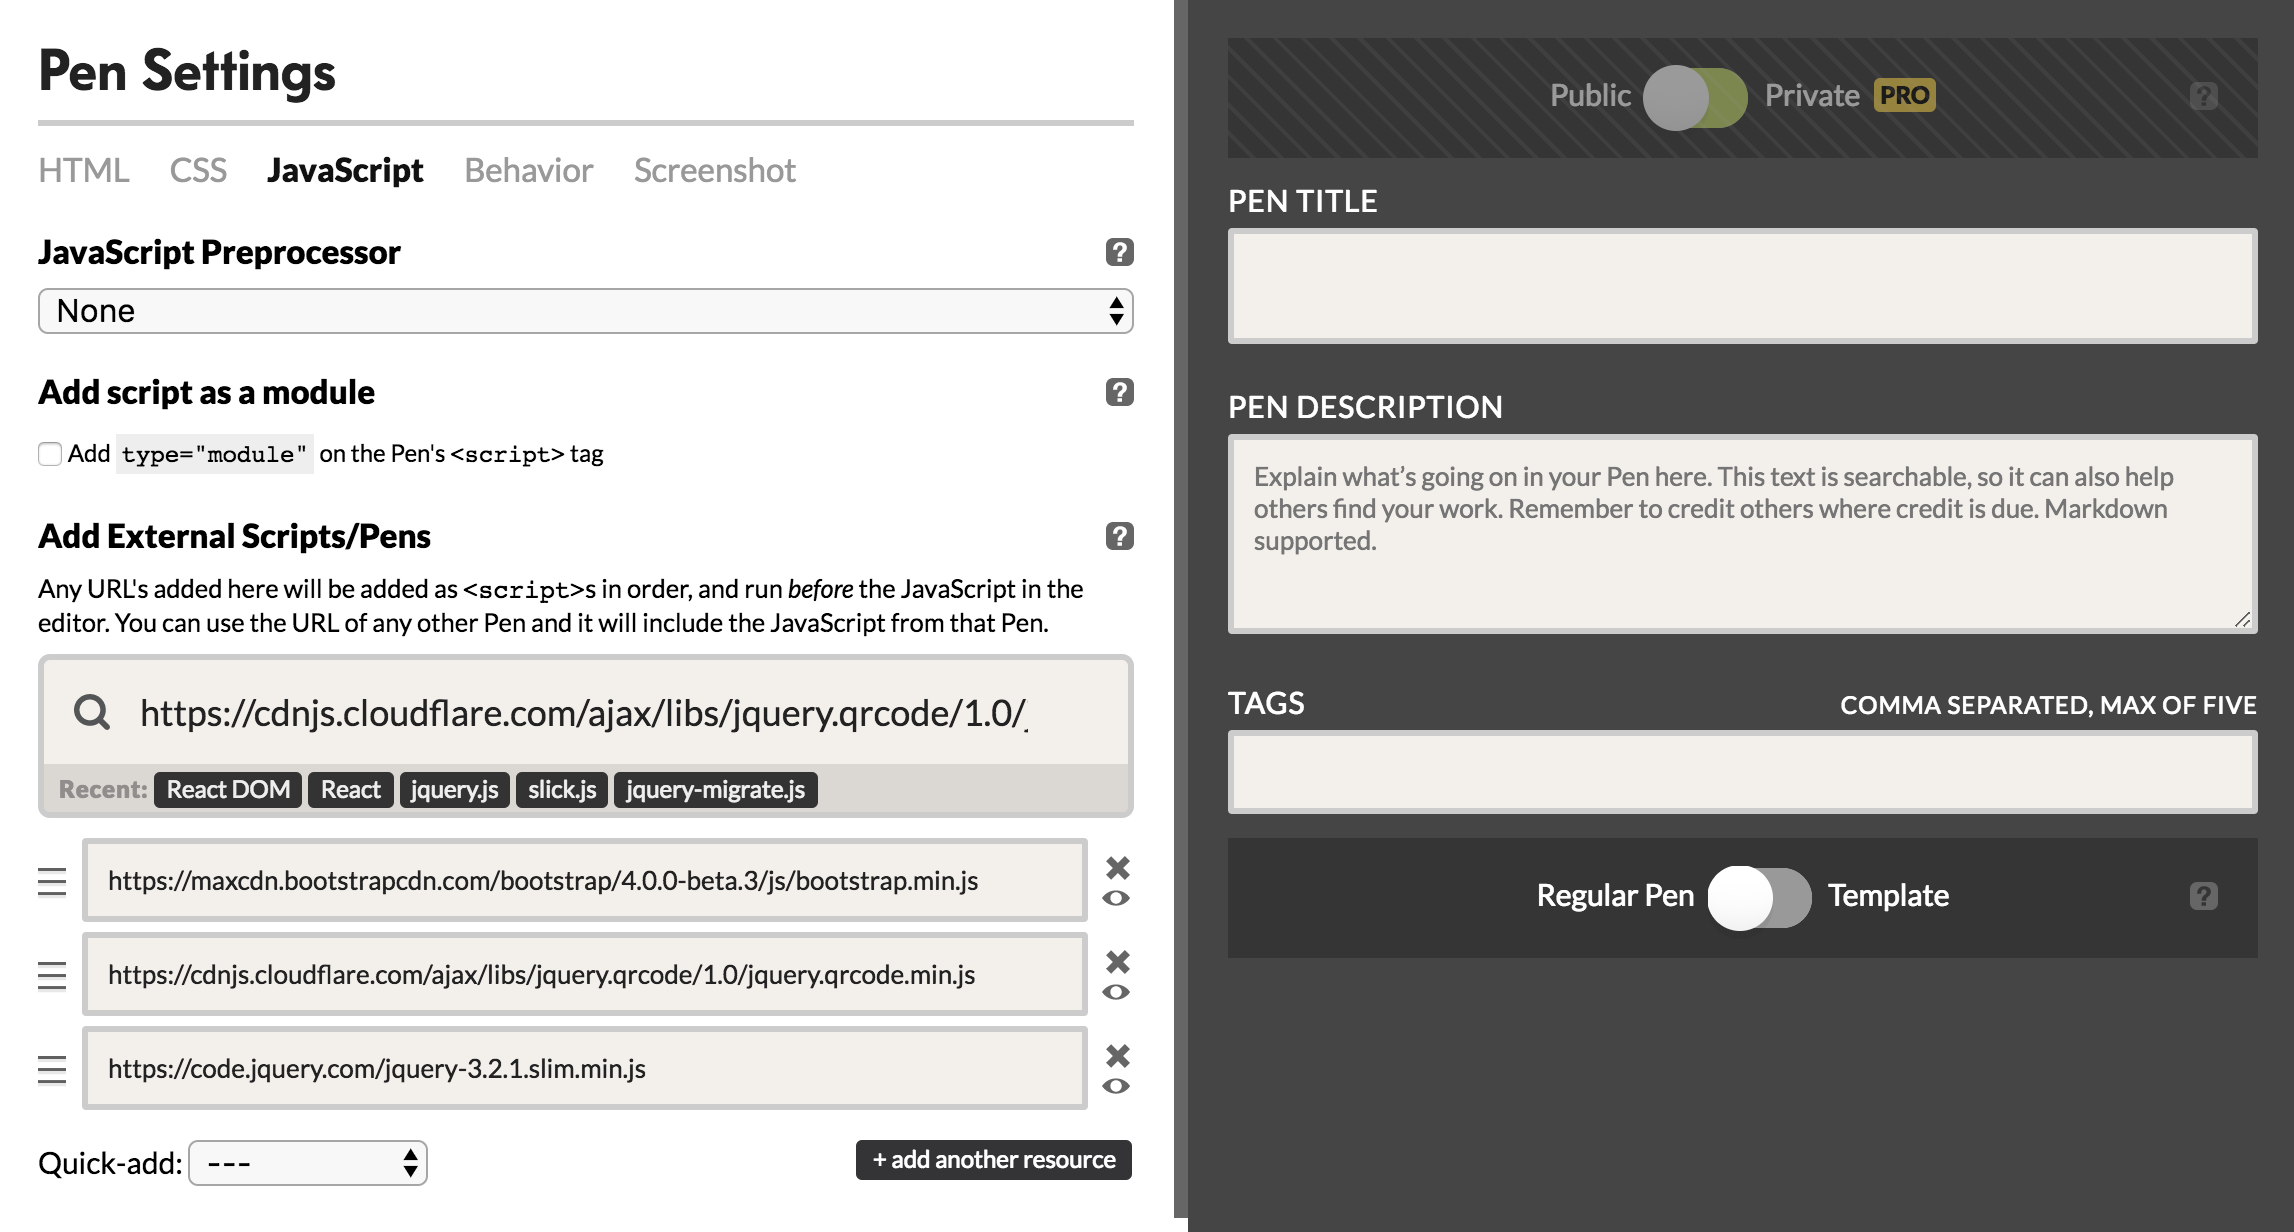 Pen Settings
HTML CSS JavaScript Behavior Screenshot
JavaScript Preprocessor ?
None
Add script as a module ?
Add type="module" on the Pen's <script> tag
Add External Scripts/Pens ?
Any URL's added here will be added as <script>s in order, and run before the JavaScript in the
editor. You can use the URL of any other Pen and it will include the JavaScript from that Pen.
https://cdnjs.cloudflare.com/ajax/libs/jquery.qrcode/1.0/
Recent: React DOM React jquery.js slick.js jquery-migrate.js
https://maxcdn.bootstrapcdn.com/bootstrap/4.0.0-beta.3/js/bootstrap.min.js
https://cdnjs.cloudflare.com/ajax/libs/jquery.qrcode/1.0/jquery.qrcode.min.js
https://code.jquery.com/jquery-3.2.1.slim.min.js
Quick-add: --- + add another resource
Public Private PRO ?
PEN TITLE
PEN DESCRIPTION
Explain what’s going on in your Pen here. This text is searchable, so it can also help
others find your work. Remember to credit others where credit is due. Markdown
supported.
TAGS COMMA SEPARATED, MAX OF FIVE
Regular Pen Template ?